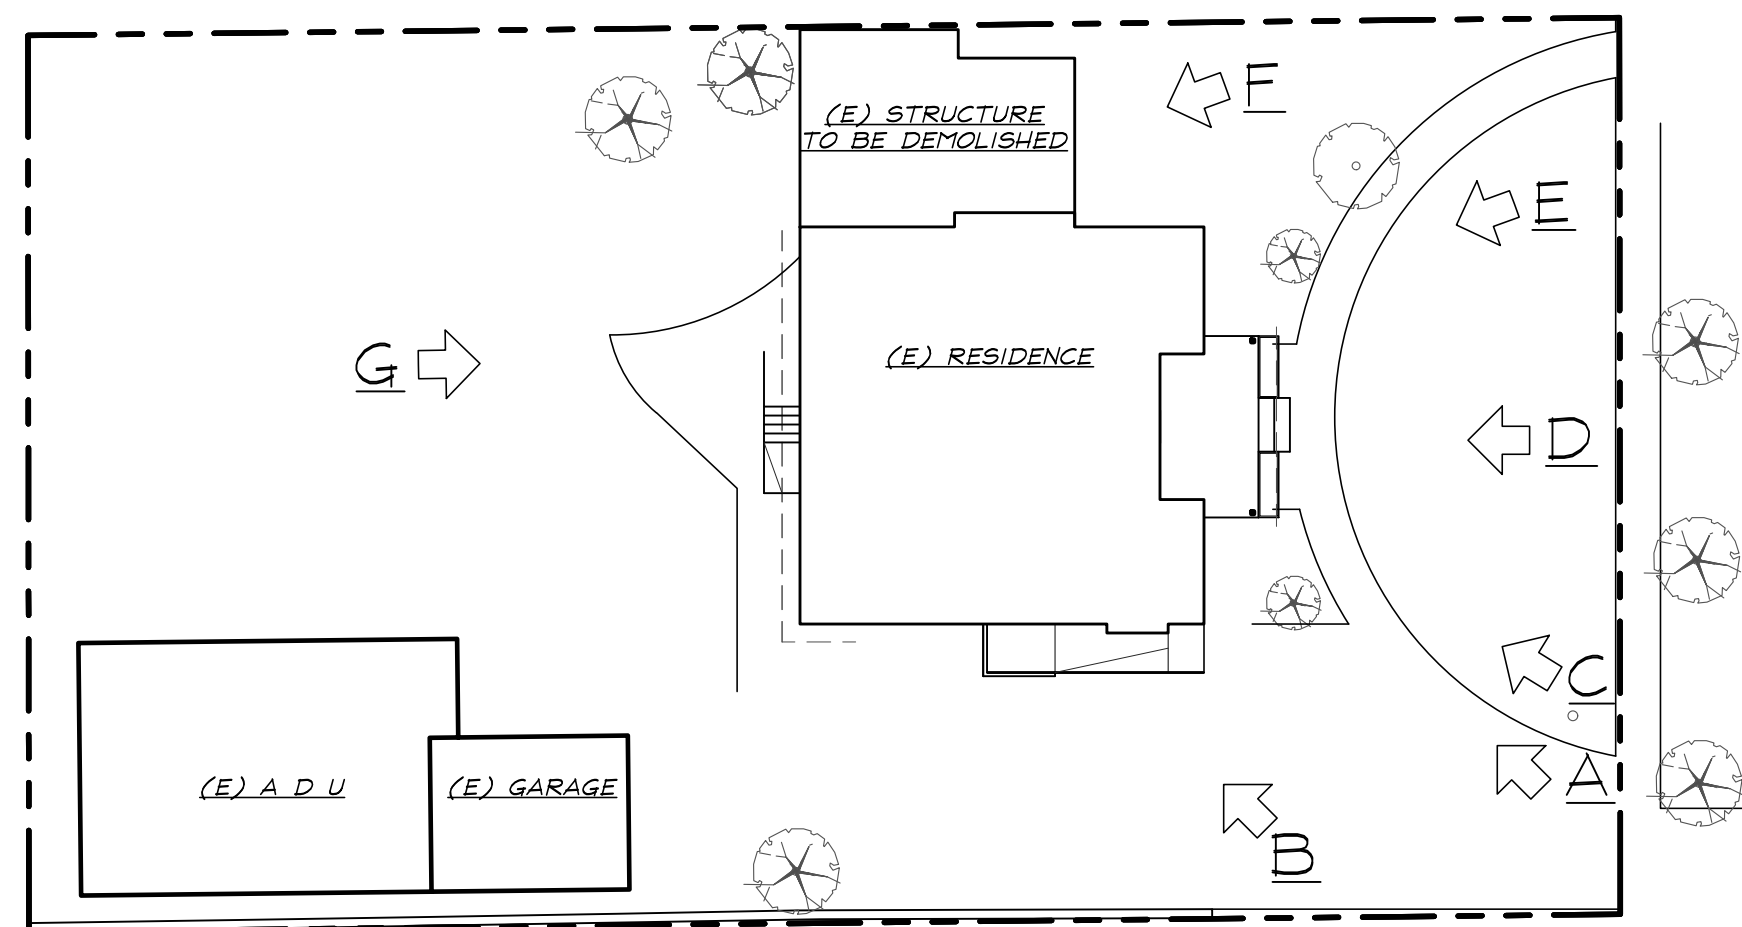 F
(E) STRUCTURE
TO BE DEMOLISHED
E
(E) RESIDENCE
G
D
C
(E) A D U
(E) GARAGE
A
B